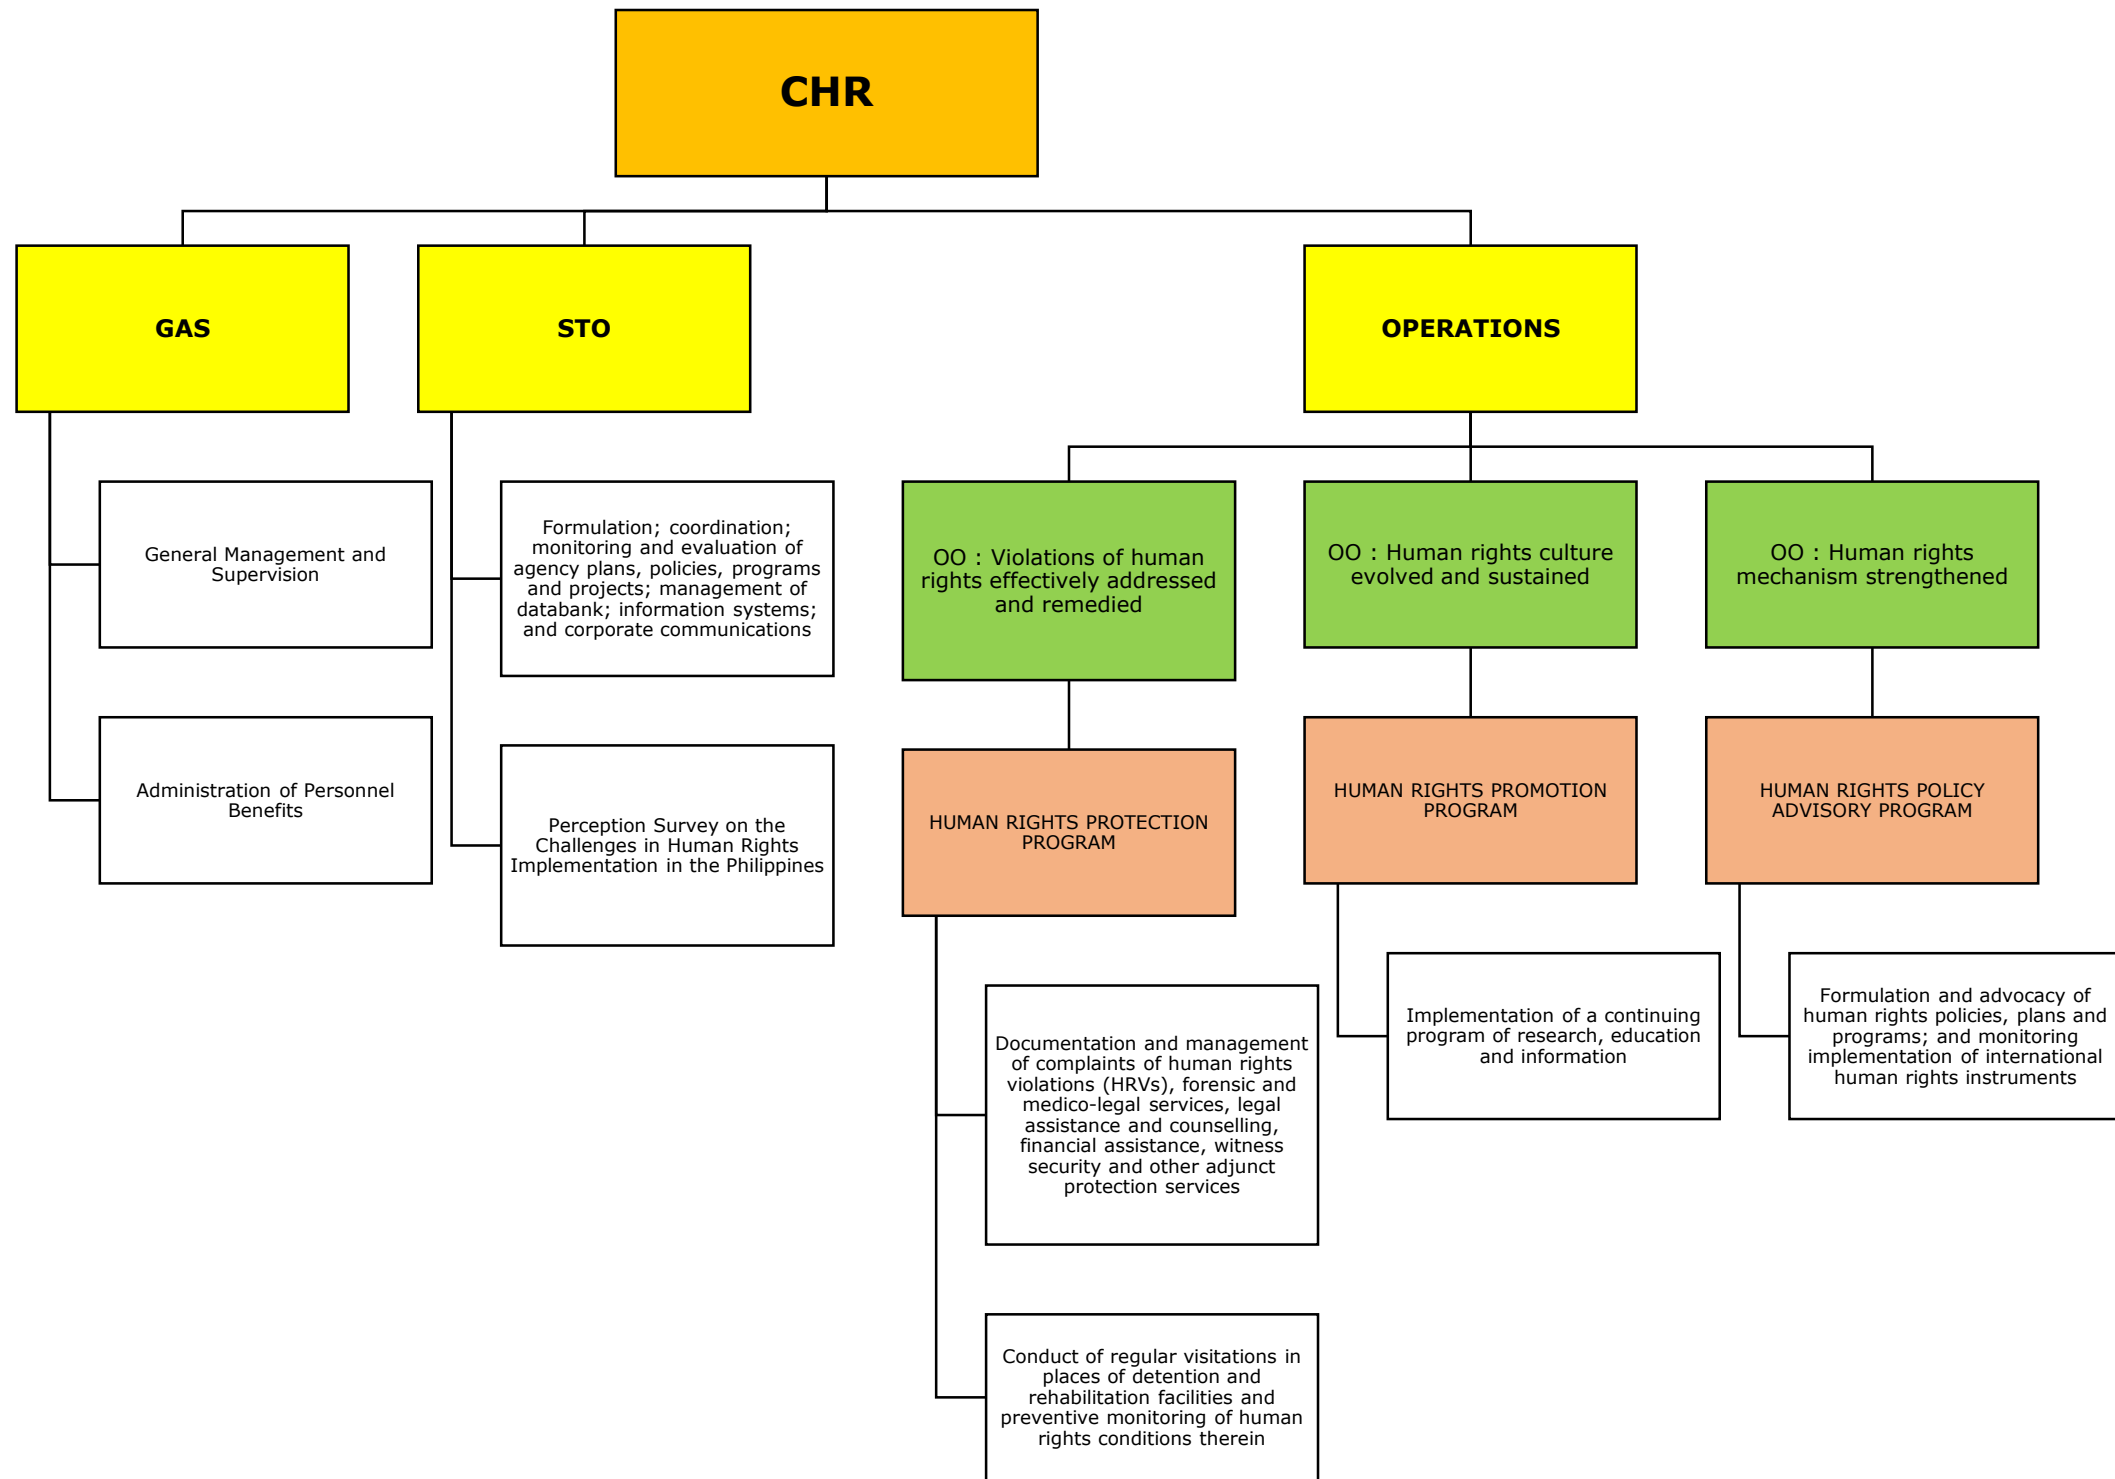 CHR
GAS
STO
OPERATIONS
General Management and
Supervision
Administration of Personnel
Benefits
Formulation; coordination;
monitoring and evaluation of
agency plans, policies, programs
and projects; management of
databank; information systems;
and corporate communications
Perception Survey on the
Challenges in Human Rights
Implementation in the Philippines
OO : Violations of human
rights effectively addressed
and remedied
HUMAN RIGHTS PROTECTION
PROGRAM
Documentation and management
of complaints of human rights
violations (HRVs), forensic and
medico-legal services, legal
assistance and counselling,
financial assistance, witness
security and other adjunct
protection services
Conduct of regular visitations in
places of detention and
rehabilitation facilities and
preventive monitoring of human
rights conditions therein
OO : Human rights culture
evolved and sustained
HUMAN RIGHTS PROMOTION
PROGRAM
Implementation of a continuing
program of research, education
and information
OO : Human rights
mechanism strengthened
HUMAN RIGHTS POLICY
ADVISORY PROGRAM
Formulation and advocacy of
human rights policies, plans and
programs; and monitoring
implementation of international
human rights instruments